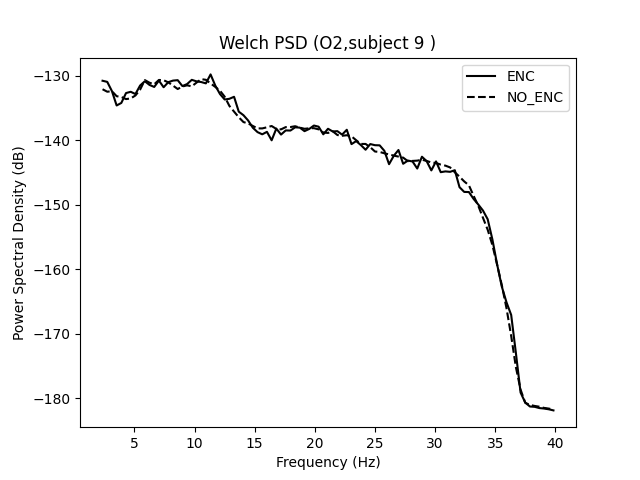 Welch PSD (O2,subject 9 )
ENC
NO_ENC
Power Spectral Density (dB)
−130
−140
−150
−160
−170
−180
5 10 15 20 25 30 35 40
Frequency (Hz)